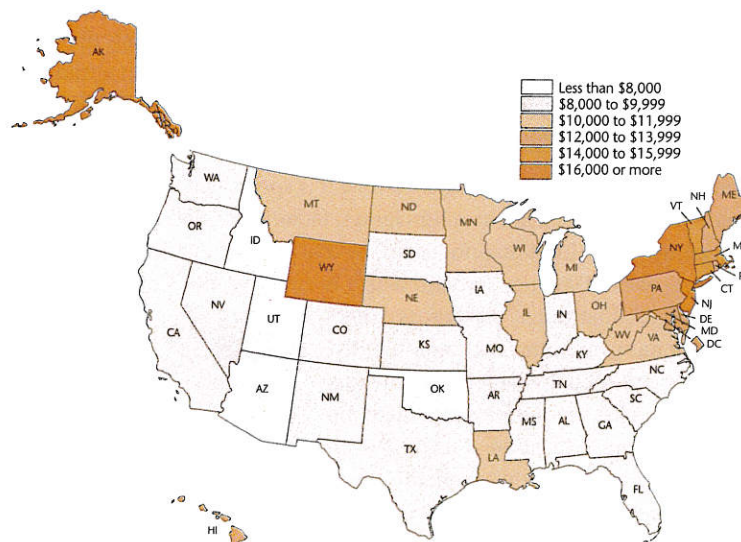 AK
Less than $8,000
$8,000 to $9,999
$10,000 to $11,999
$12,000 to $13,999
$14,000 to $15,999
$16,000 or more
WA
MT
ND
MN
VT
NH
ME
OR
ID
WY
SD
WI
MI
NY
M
CT
NV
NE
IA
PA
NJ
CA
UT
CO
KS
MO
IL
IN
OH
WV
VA
DE
MD
DC
KY
AZ
NM
OK
AR
TN
NC
SC
TX
LA
MS
AL
GA
FL
HI